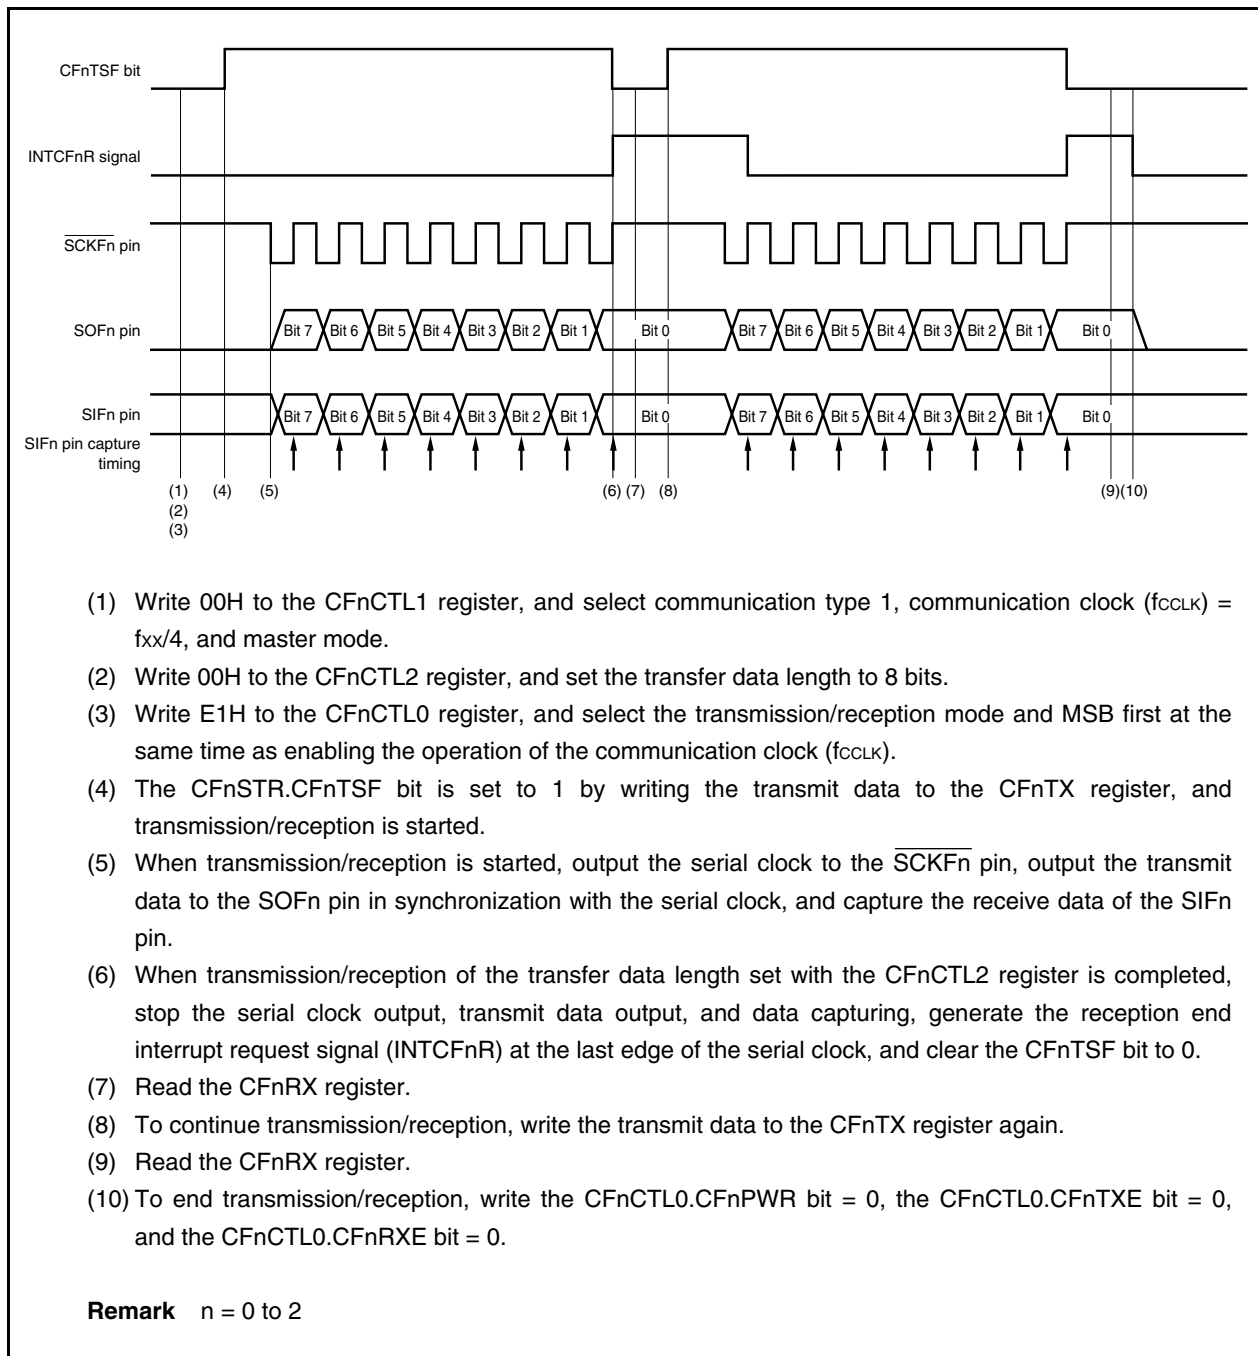 CFnTSF bit
INTCFnR signal
SCKFn pin
SOFn pin
Bit 7 Bit 6 Bit 5 Bit 4 Bit 3 Bit 2 Bit 1 Bit 0 Bit 7 Bit 6 Bit 5 Bit 4 Bit 3 Bit 2 Bit 1 Bit 0
SIFn pin
Bit 7 Bit 6 Bit 5 Bit 4 Bit 3 Bit 2 Bit 1 Bit 0 Bit 7 Bit 6 Bit 5 Bit 4 Bit 3 Bit 2 Bit 1 Bit 0
SIFn pin capture
timing
(1) (4) (5) (6) (7) (8) (9) (10)
(2)
(3)
(1) Write 00H to the CFnCTL1 register, and select communication type 1, communication clock (fCCLK) =
fXX/4, and master mode.
(2) Write 00H to the CFnCTL2 register, and set the transfer data length to 8 bits.
(3) Write E1H to the CFnCTL0 register, and select the transmission/reception mode and MSB first at the
same time as enabling the operation of the communication clock (fCCLK).
(4) The CFnSTR.CFnTSF bit is set to 1 by writing the transmit data to the CFnTX register, and
transmission/reception is started.
(5) When transmission/reception is started, output the serial clock to the SCKFn pin, output the transmit
data to the SOFn pin in synchronization with the serial clock, and capture the receive data of the SIFn
pin.
(6) When transmission/reception of the transfer data length set with the CFnCTL2 register is completed,
stop the serial clock output, transmit data output, and data capturing, generate the reception end
interrupt request signal (INTCFnR) at the last edge of the serial clock, and clear the CFnTSF bit to 0.
(7) Read the CFnRX register.
(8) To continue transmission/reception, write the transmit data to the CFnTX register again.
(9) Read the CFnRX register.
(10) To end transmission/reception, write the CFnCTL0.CFnPWR bit = 0, the CFnCTL0.CFnTXE bit = 0,
and the CFnCTL0.CFnRXE bit = 0.
Remark n = 0 to 2